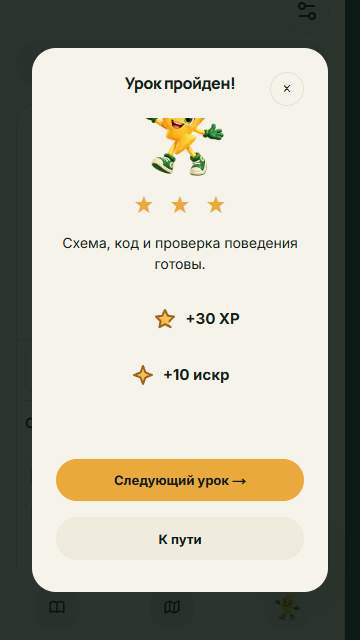 Урок пройден!
×
Схема, код и проверка поведения
готовы.
+30 XP
+10 искр
Следующий урок →
К пути